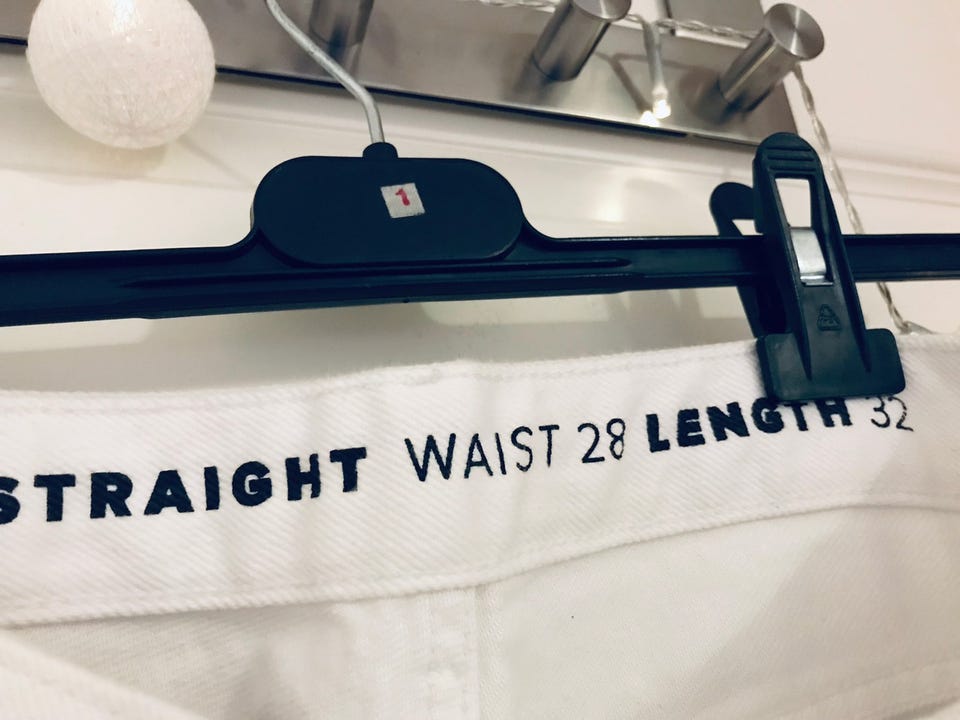 1
STRAIGHT WAIST 28 LENGTH 32